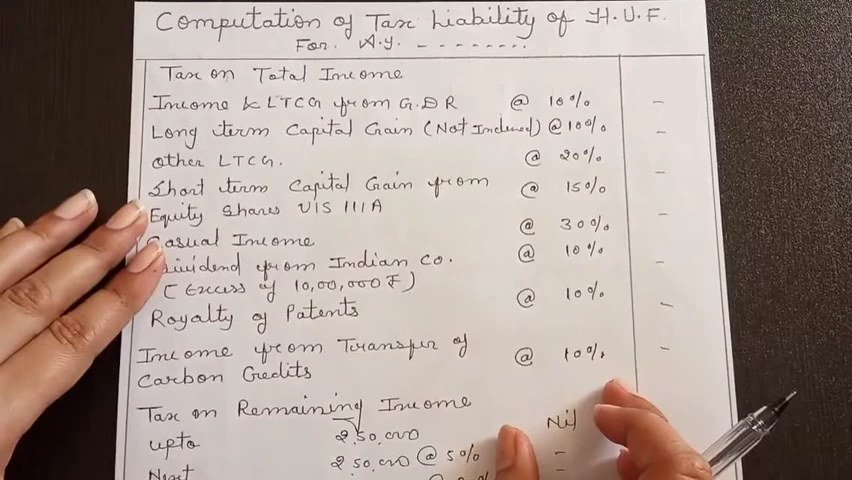 Computation of Tax Liability of H.U.F.
For. A.y. --------
Tax on Total Income
Income & LTCG from G.D R @ 10% -
Long term Capital Gain (Not Indexed) @ 10% -
other LTCG. @ 20% -
Short term Capital Gain from @ 15%
Equity Shares U/S 111A -
Casual Income @ 30%
Dividend from Indian Co. @ 10% -
(Excess of 10,00,000 ₹)
Royalty of Patents @ 10% -
Income from Transfer of @ 10% -
Carbon Credits
Tax on Remaining Income
upto 2,50,000 Nil
Next 2,50,000 @ 5% -